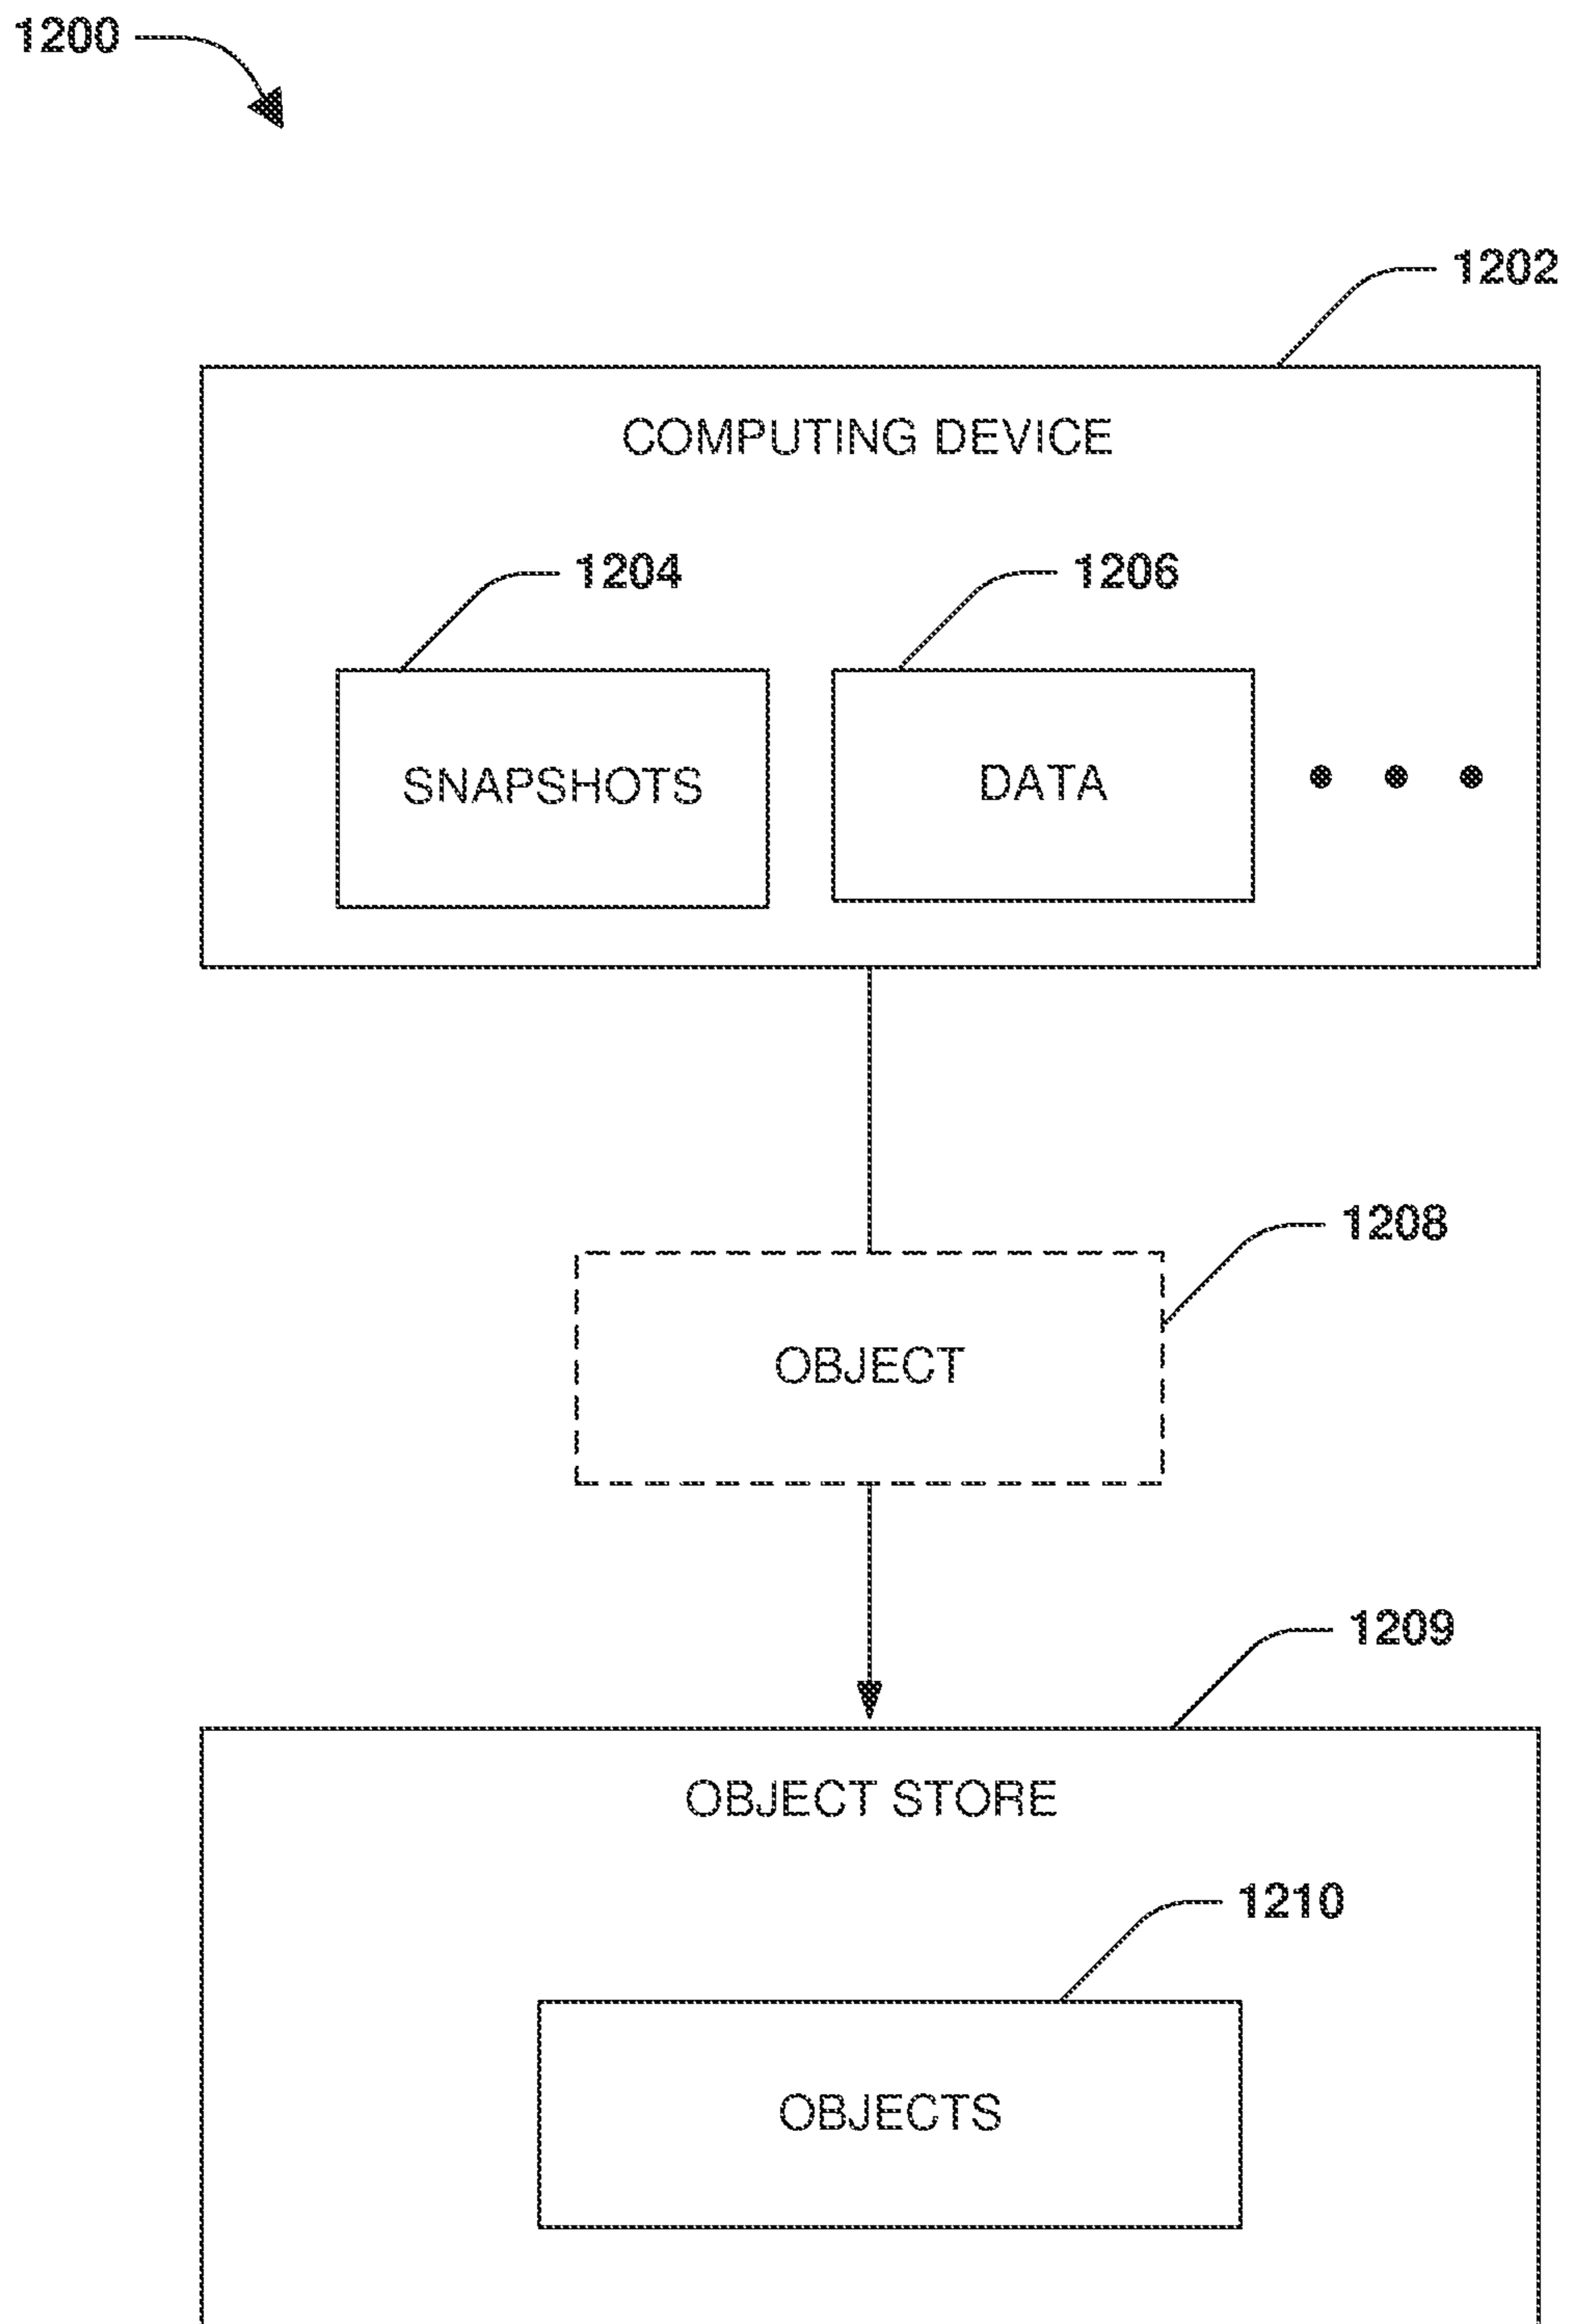 1200
1202
COMPUTING DEVICE
1204
1206
SNAPSHOTS
DATA
1208
OBJECT
1209
OBJECT STORE
1210
OBJECTS